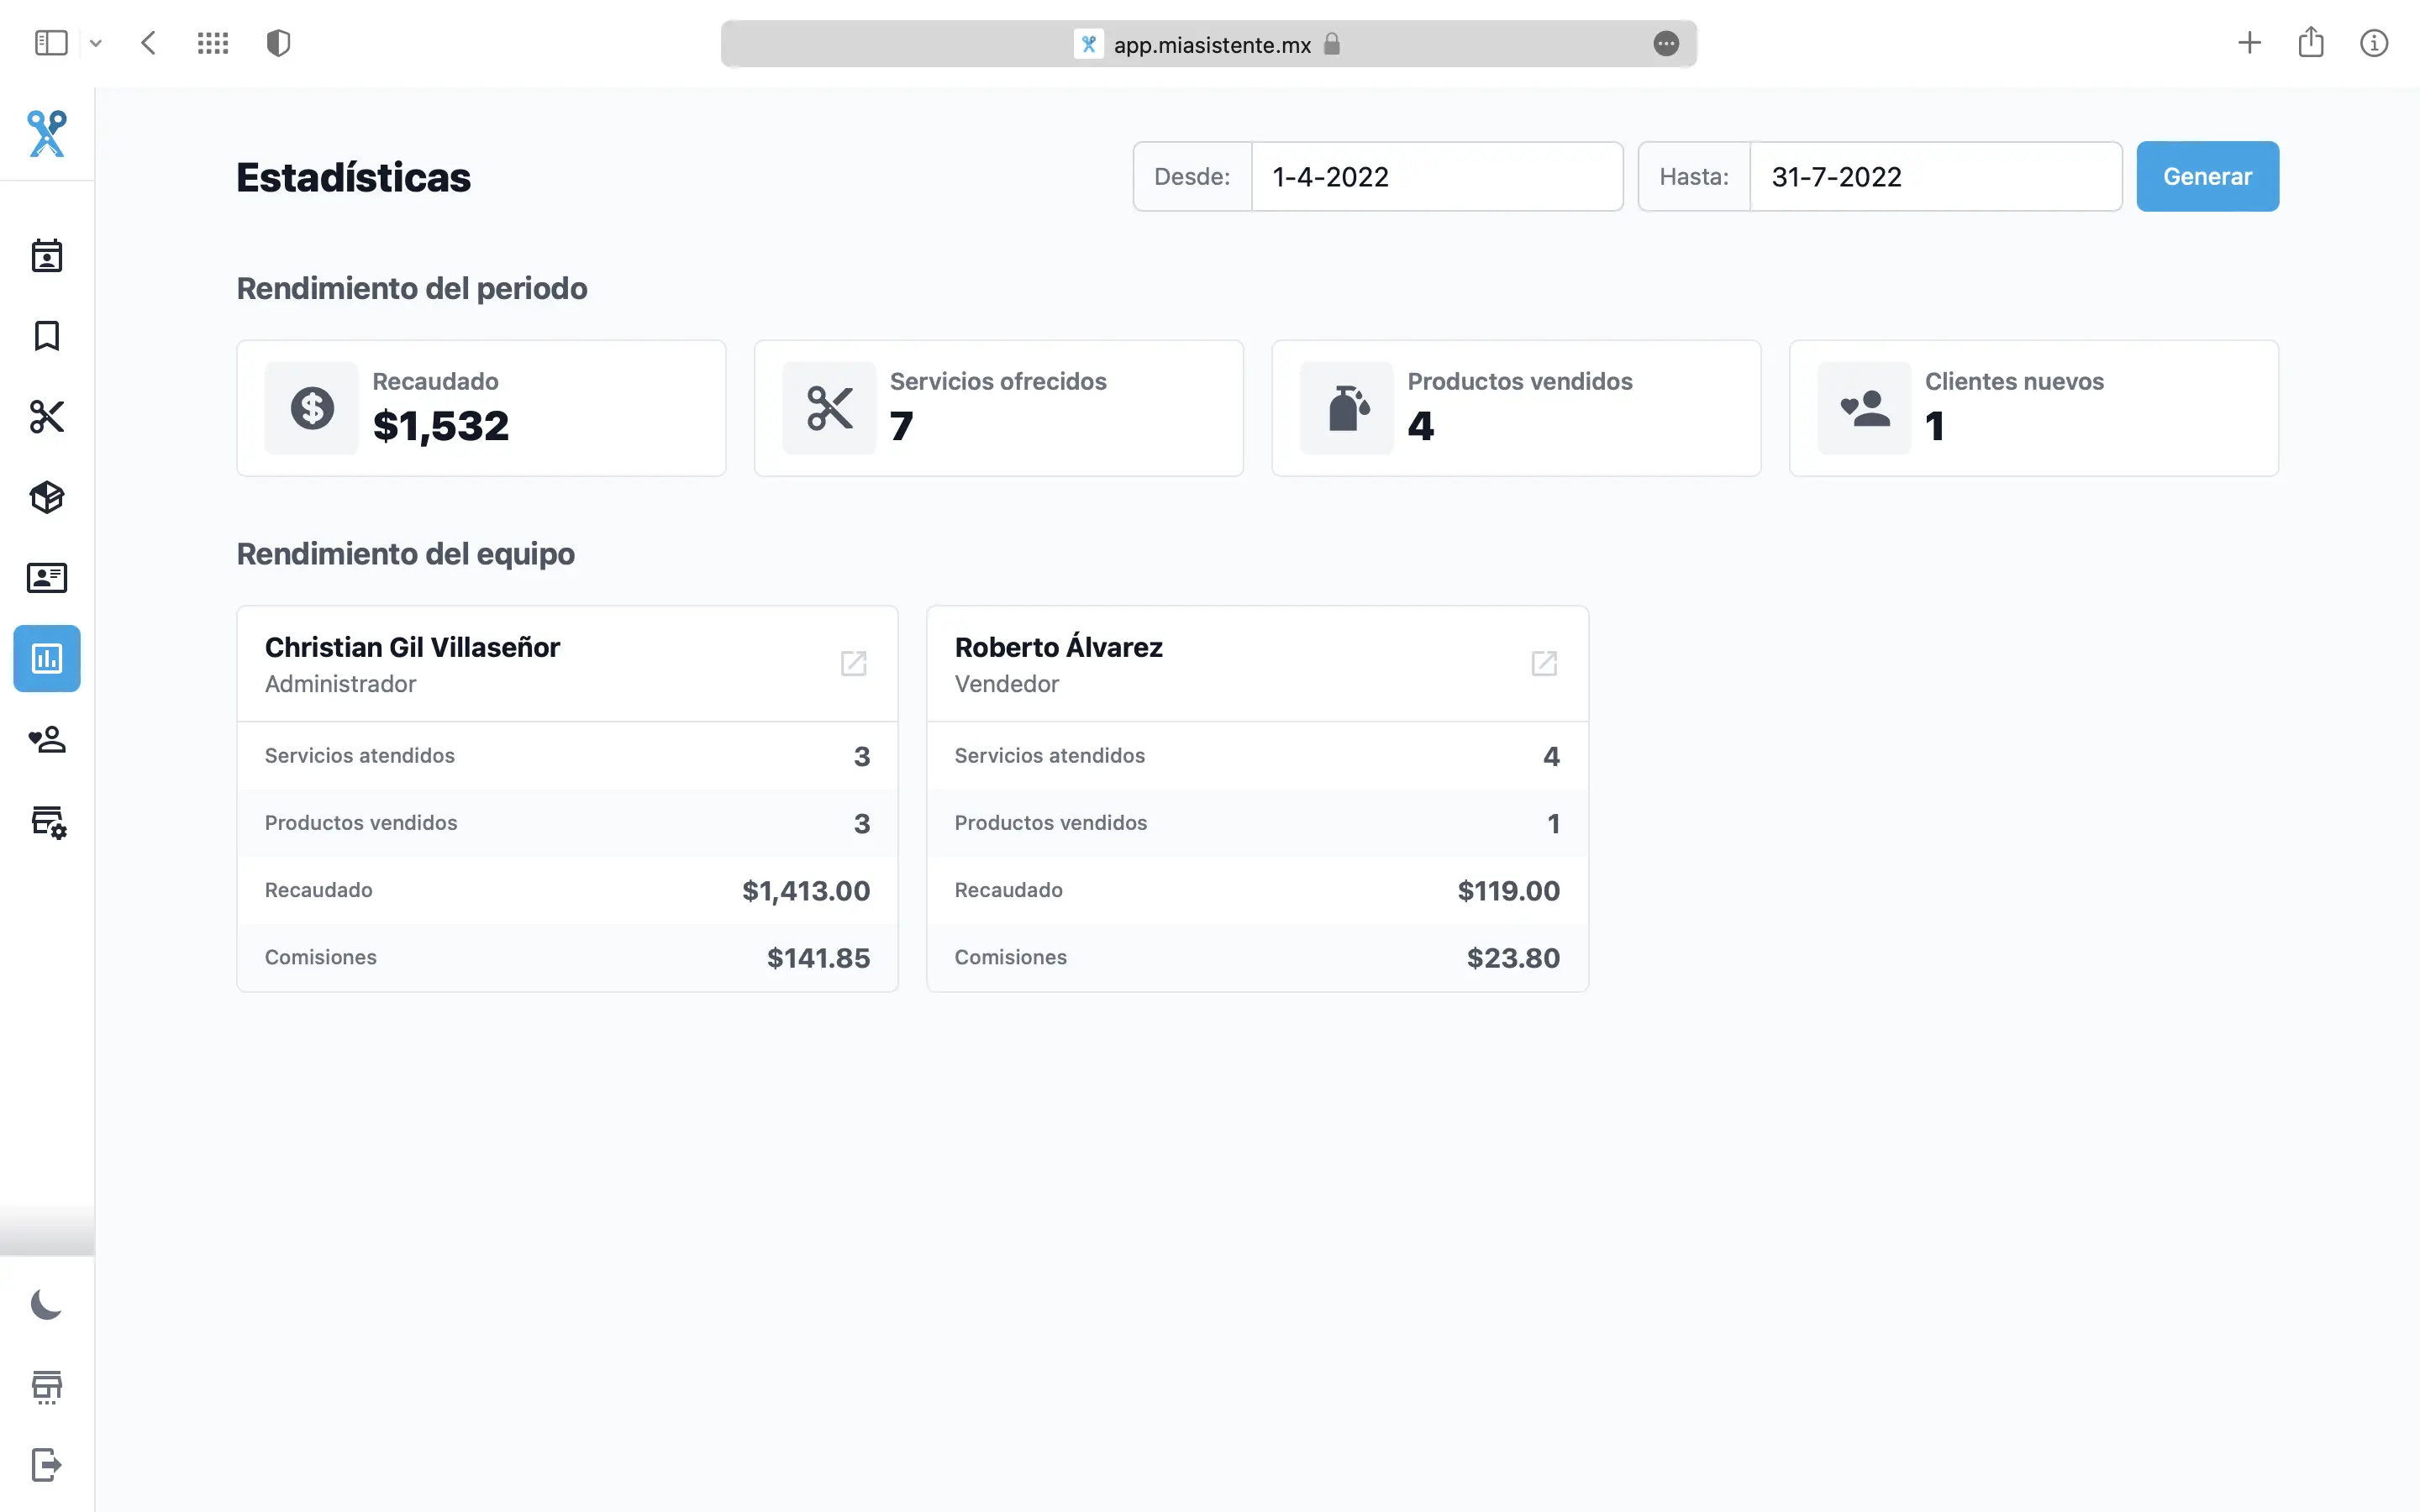 app.miasistente.mx
Estadísticas
Desde: 1-4-2022
Hasta: 31-7-2022
Generar
Rendimiento del periodo
Recaudado
$1,532
Servicios ofrecidos
7
Productos vendidos
4
Clientes nuevos
1
Rendimiento del equipo
Christian Gil Villaseñor
Administrador
Servicios atendidos 3
Productos vendidos 3
Recaudado $1,413.00
Comisiones $141.85
Roberto Álvarez
Vendedor
Servicios atendidos 4
Productos vendidos 1
Recaudado $119.00
Comisiones $23.80